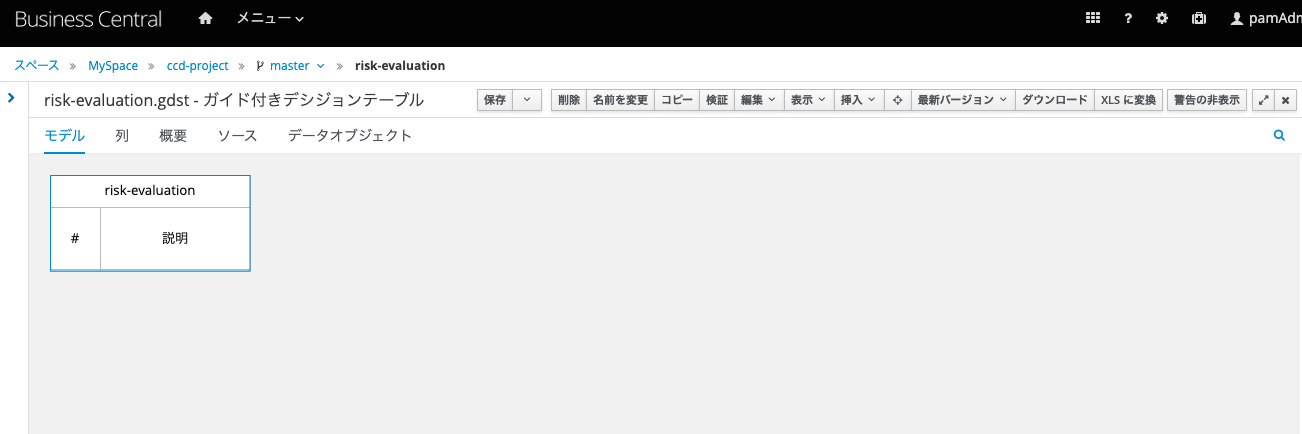 Business Central メニュー ? pamAdm
スペース » MySpace » ccd-project » master » risk-evaluation
risk-evaluation.gdst - ガイド付きデシジョンテーブル 保存 削除 名前を変更 コピー 検証 編集 表示 挿入 最新バージョン ダウンロード XLS に変換 警告の非表示
モデル 列 概要 ソース データオブジェクト
risk-evaluation
# 説明